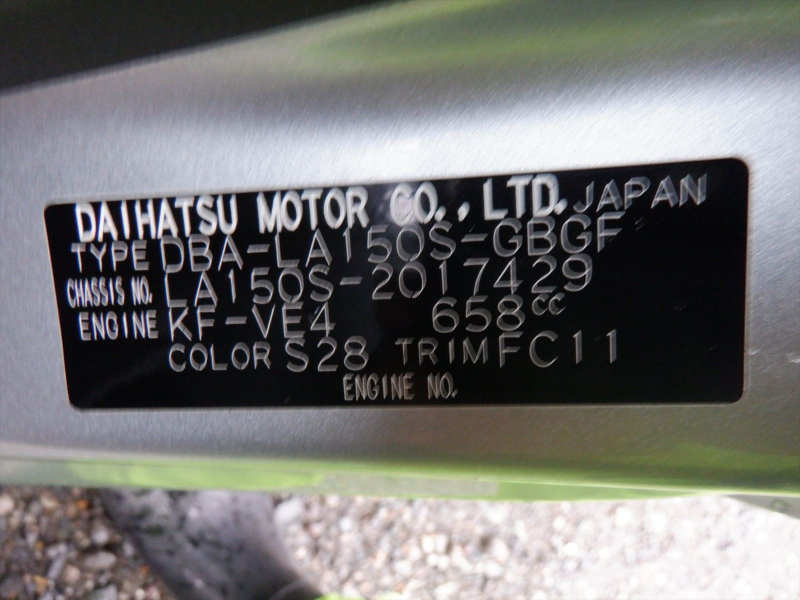 DAIHATSU MOTOR CO., LTD. JAPAN
TYPE DBA-LA150S-GBGF
CHASSIS NO. LA150S-2017429
ENGINE KF-VE4 658cc
COLOR S28 TRIM FC11
ENGINE NO.